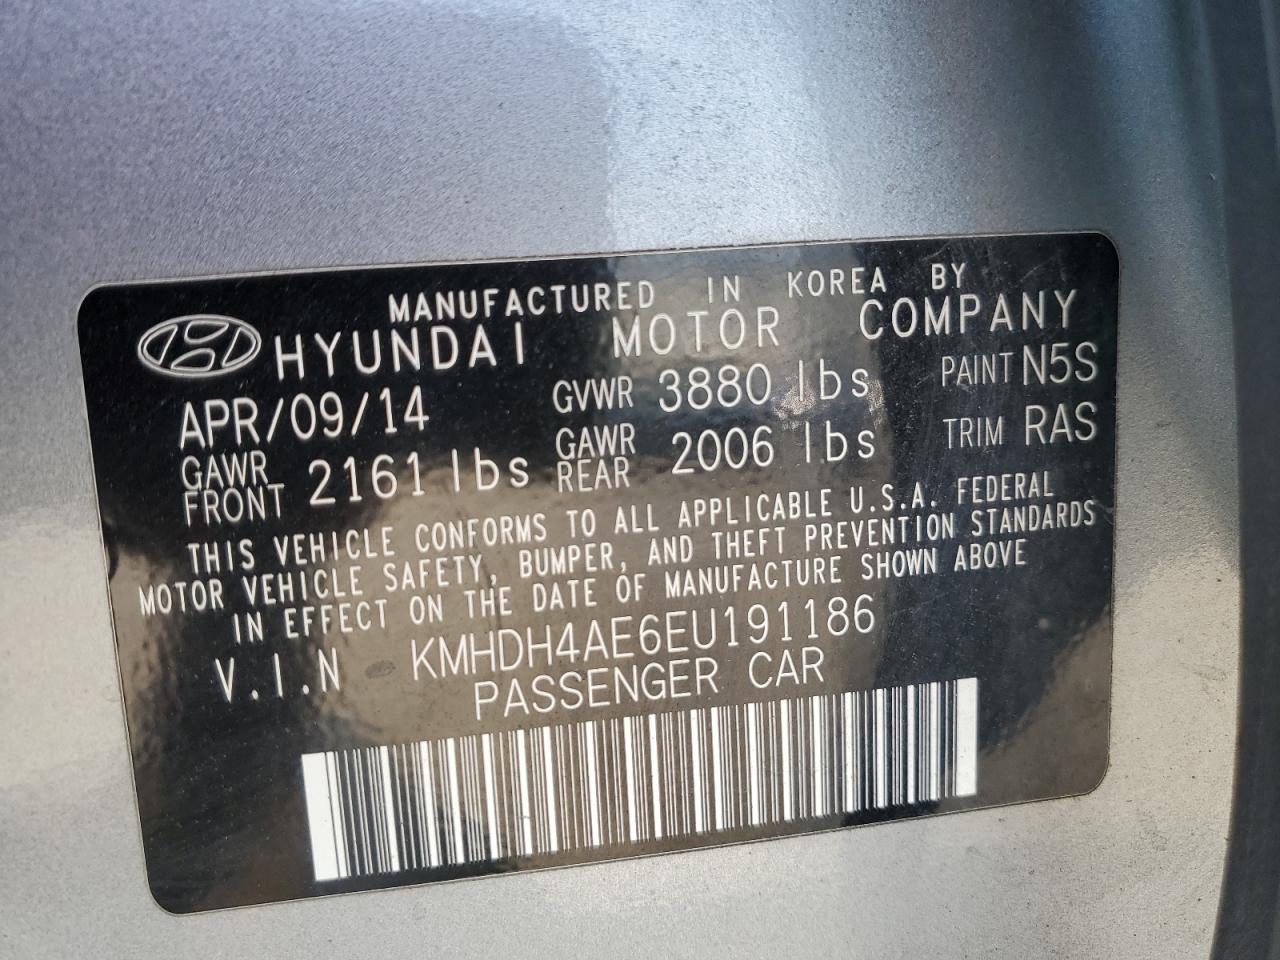 MANUFACTURED IN KOREA BY
HYUNDAI MOTOR COMPANY
APR/09/14 GVWR 3880 lbs PAINT N5S
GAWR FRONT 2161 lbs GAWR REAR 2006 lbs TRIM RAS
THIS VEHICLE CONFORMS TO ALL APPLICABLE U.S.A. FEDERAL
MOTOR VEHICLE SAFETY, BUMPER, AND THEFT PREVENTION STANDARDS
IN EFFECT ON THE DATE OF MANUFACTURE SHOWN ABOVE
V.I.N KMHDH4AE6EU191186
PASSENGER CAR